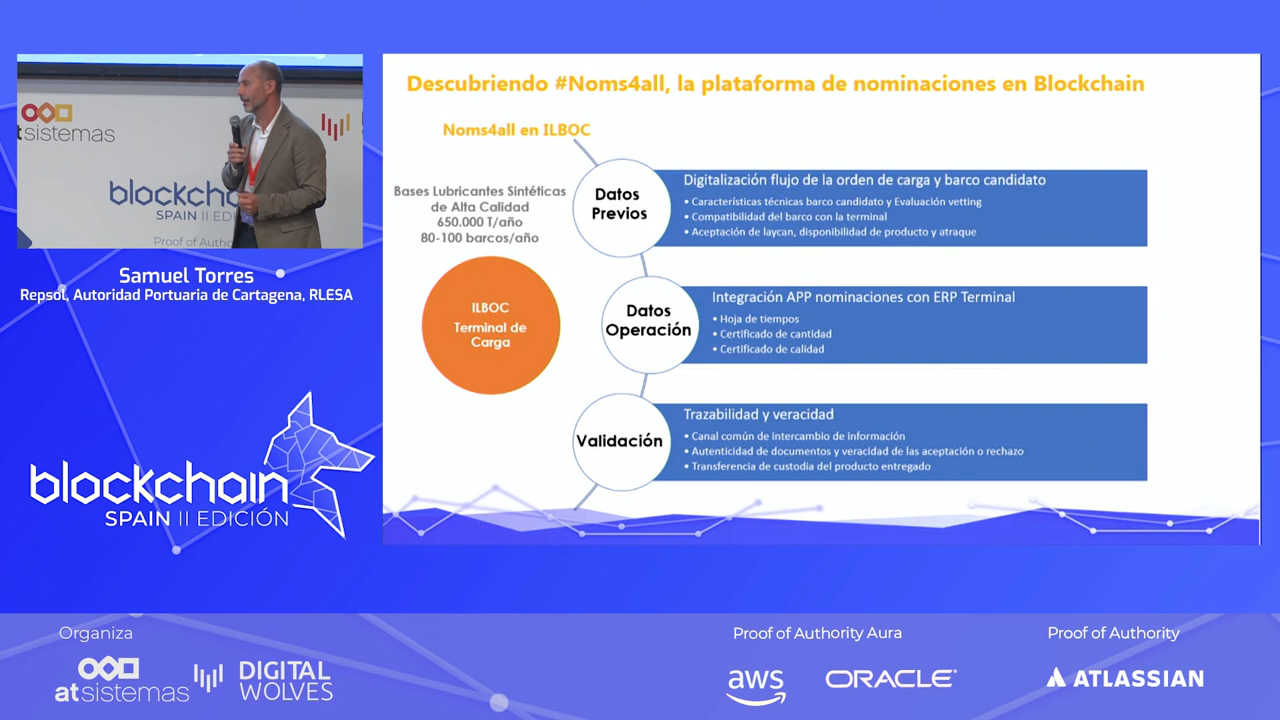 atsistemas
blockcha
SPAIN II EDI
Proof of Autho
Samuel Torres
Repsol, Autoridad Portuaria de Cartagena, RLESA
blockchain
SPAIN II EDICIÓN
Descubriendo #Noms4all, la plataforma de nominaciones en Blockchain
Noms4all en ILBOC
Bases Lubricantes Sintéticas
de Alta Calidad
650.000 T/año
80-100 barcos/año
ILBOC
Terminal de
Carga
Datos
Previos
Digitalización flujo de la orden de carga y barco candidato
• Características técnicas barco candidato y Evaluación vetting
• Compatibilidad del barco con la terminal
• Aceptación de laycan, disponibilidad de producto y atraque
Datos
Operación
Integración APP nominaciones con ERP Terminal
• Hoja de tiempos
• Certificado de cantidad
• Certificado de calidad
Validación
Trazabilidad y veracidad
• Canal común de intercambio de información
• Autenticidad de documentos y veracidad de las aceptación o rechazo
• Transferencia de custodia del producto entregado
Organiza
atsistemas
DIGITAL
WOLVES
Proof of Authority Aura
aws
ORACLE
Proof of Authority
ATLASSIAN